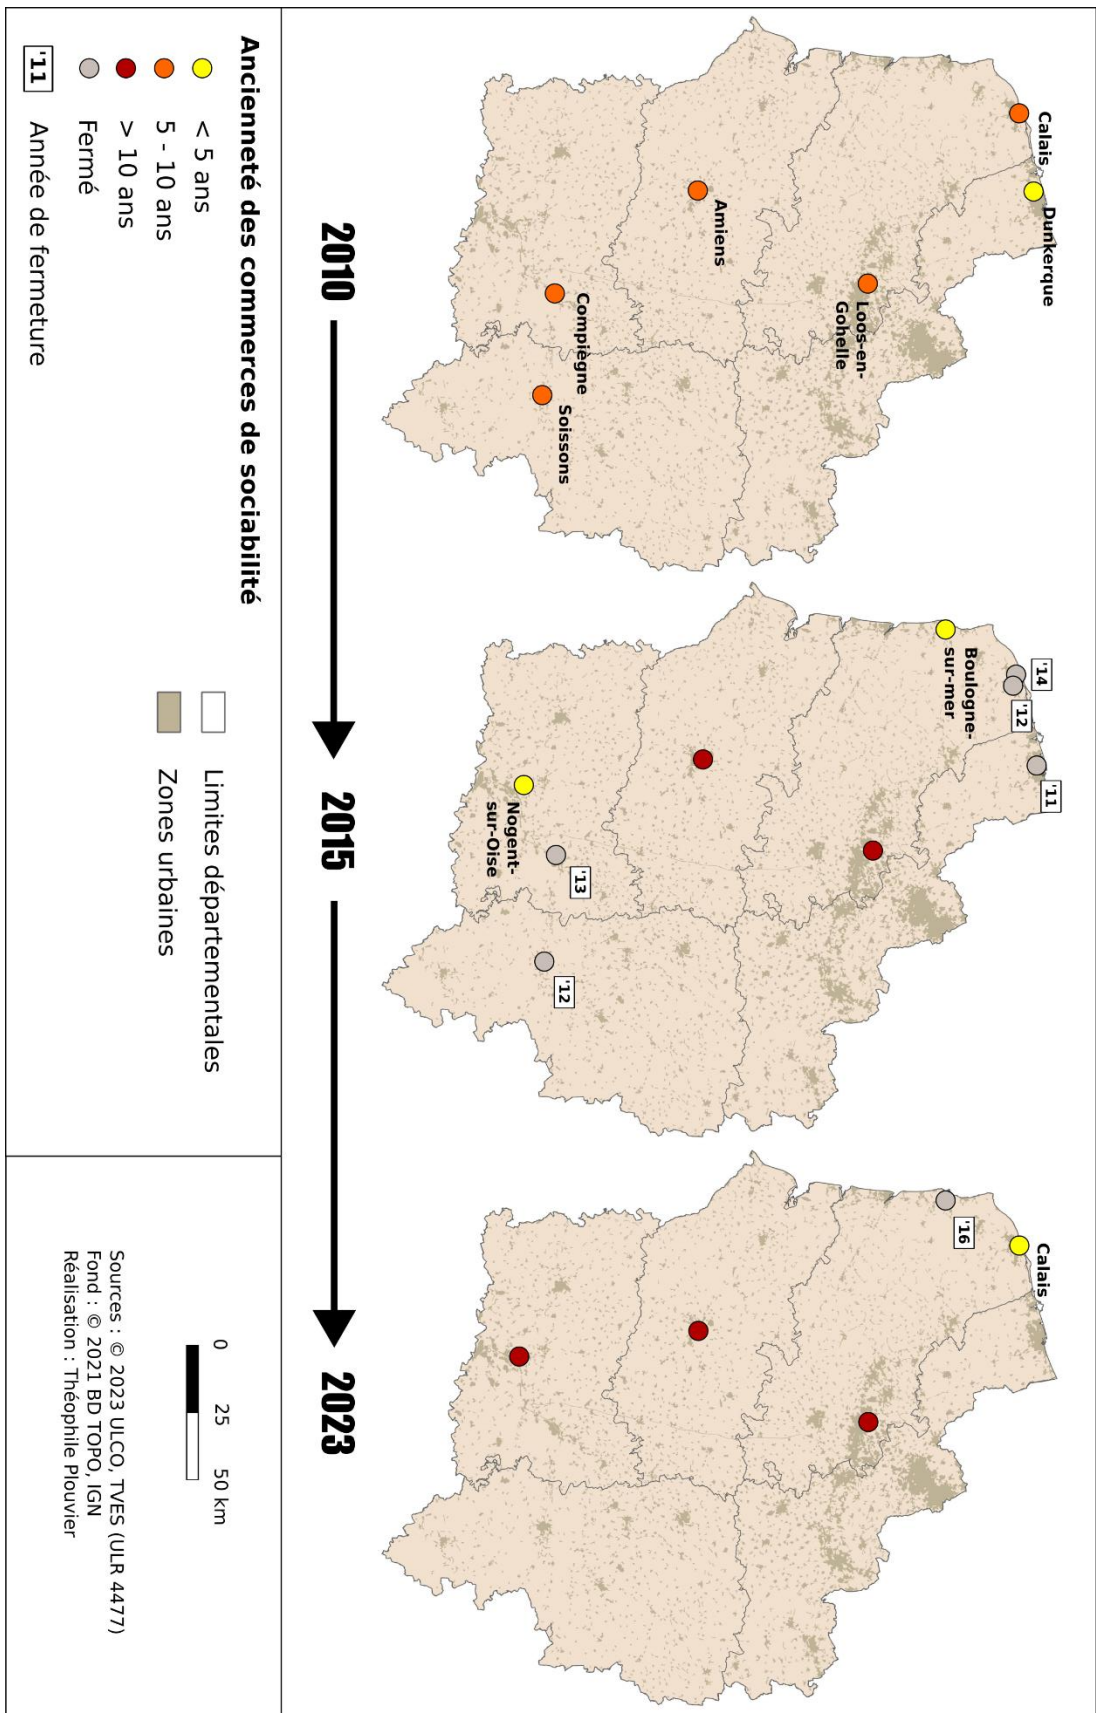 Calais
Dunkerque
Loos-en-
Gohelle
Amiens
Compiègne
Soissons
'14
'12
'11
Boulogne-
sur-mer
Nogent-
sur-Oise
'13
'12
Calais
'16
2010
2015
2023
Ancienneté des commerces de sociabilité
< 5 ans
5 - 10 ans
> 10 ans
Fermé
'11 Année de fermeture
Limites départementales
Zones urbaines
0 25 50 km
Sources : © 2023 ULCO, TVES (ULR 4477)
Fond : © 2021 BD TOPO, IGN
Réalisation : Théophile Plouvier